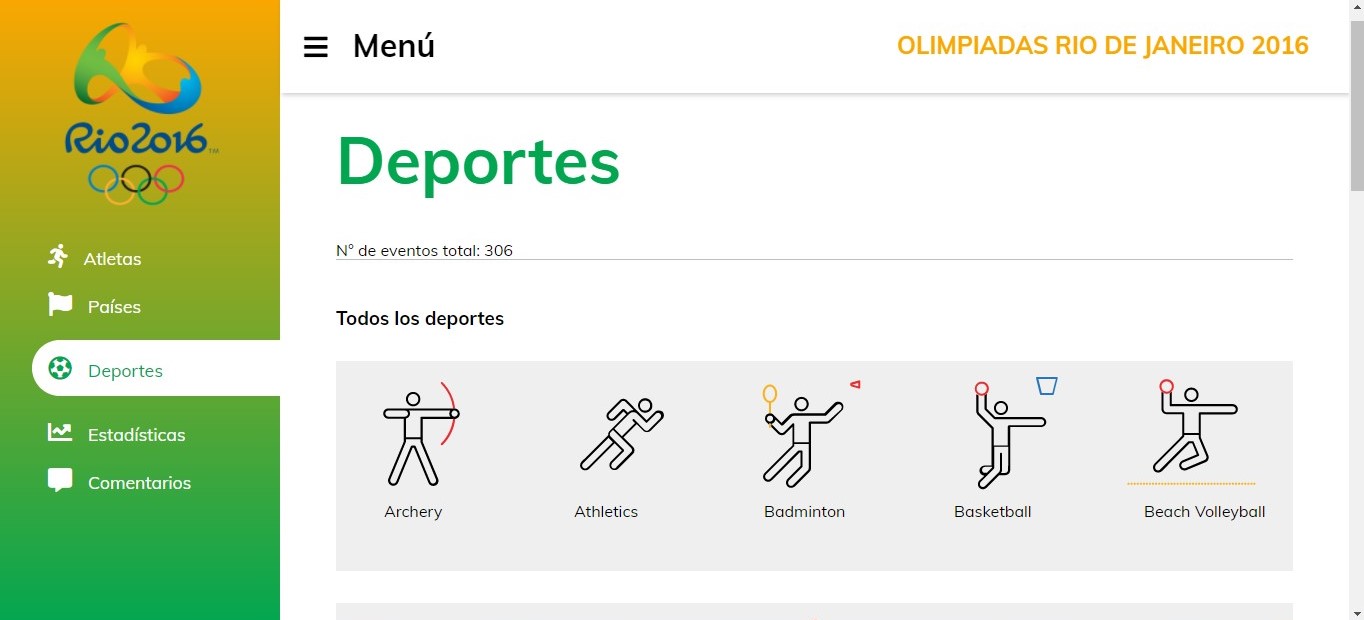 Rio2016™
Atletas
Países
Deportes
Estadísticas
Comentarios
Menú
OLIMPIADAS RIO DE JANEIRO 2016
Deportes
N° de eventos total: 306
Todos los deportes
Archery
Athletics
Badminton
Basketball
Beach Volleyball